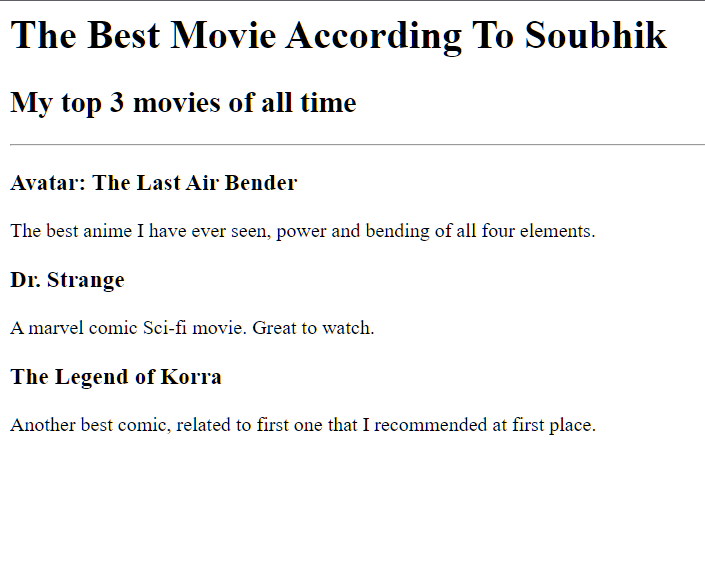 The Best Movie According To Soubhik
My top 3 movies of all time
Avatar: The Last Air Bender
The best anime I have ever seen, power and bending of all four elements.
Dr. Strange
A marvel comic Sci-fi movie. Great to watch.
The Legend of Korra
Another best comic, related to first one that I recommended at first place.